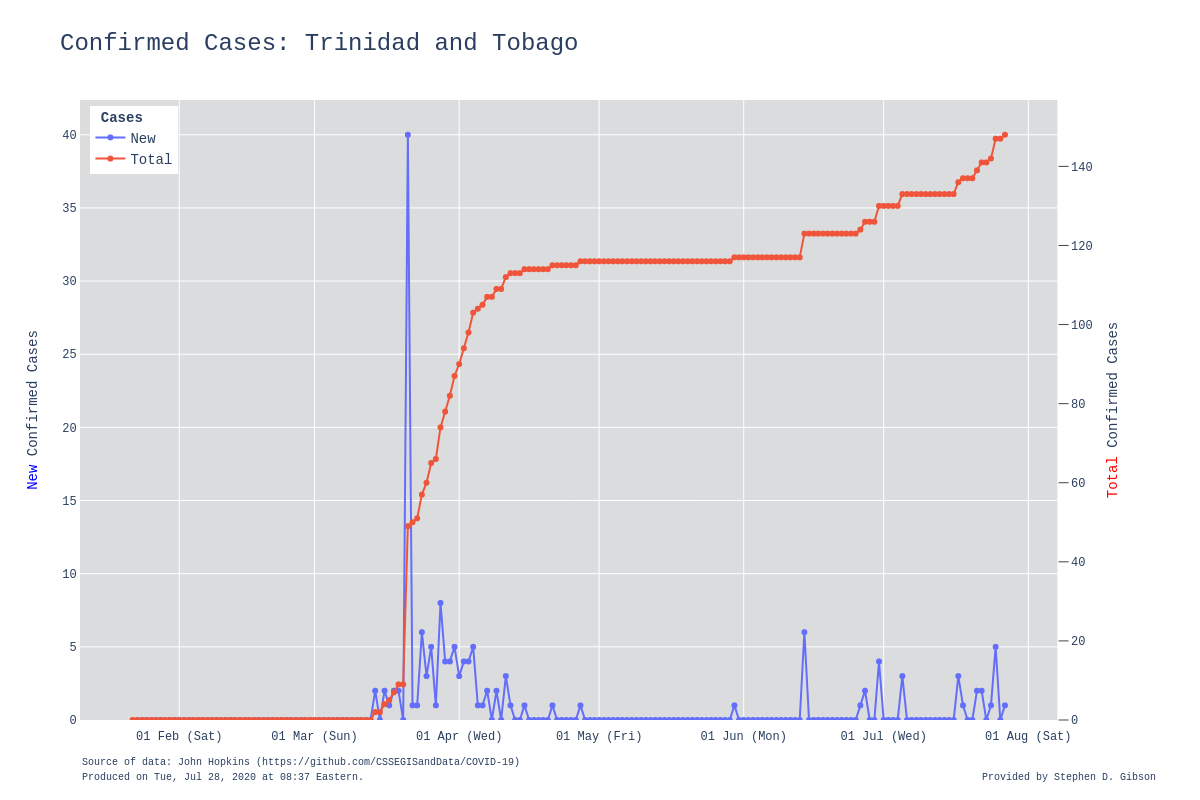 Confirmed Cases: Trinidad and Tobago
Cases
New
Total
40
35
30
25
20
15
10
5
0
New Confirmed Cases
140
120
100
80
60
40
20
0
Total Confirmed Cases
01 Feb (Sat)
01 Mar (Sun)
01 Apr (Wed)
01 May (Fri)
01 Jun (Mon)
01 Jul (Wed)
01 Aug (Sat)
Source of data: John Hopkins (https://github.com/CSSEGISandData/COVID-19)
Produced on Tue, Jul 28, 2020 at 08:37 Eastern.
Provided by Stephen D. Gibson